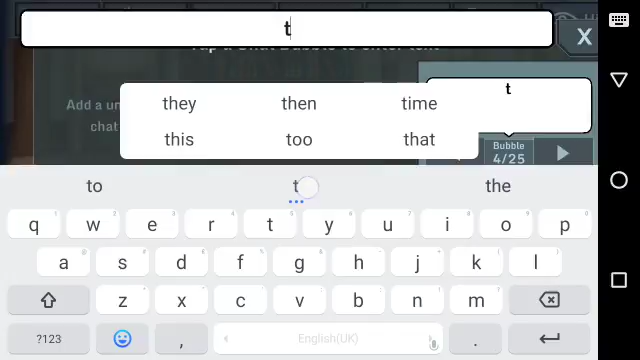 t
X
Tap a Chat Bubble to enter text
Add a un
chat
they then time
this too that
t
Bubble
4/25
to t the
q w e r t y u i o p
a s d f g h j k l
z x c v b n m
?123 , English(UK) .